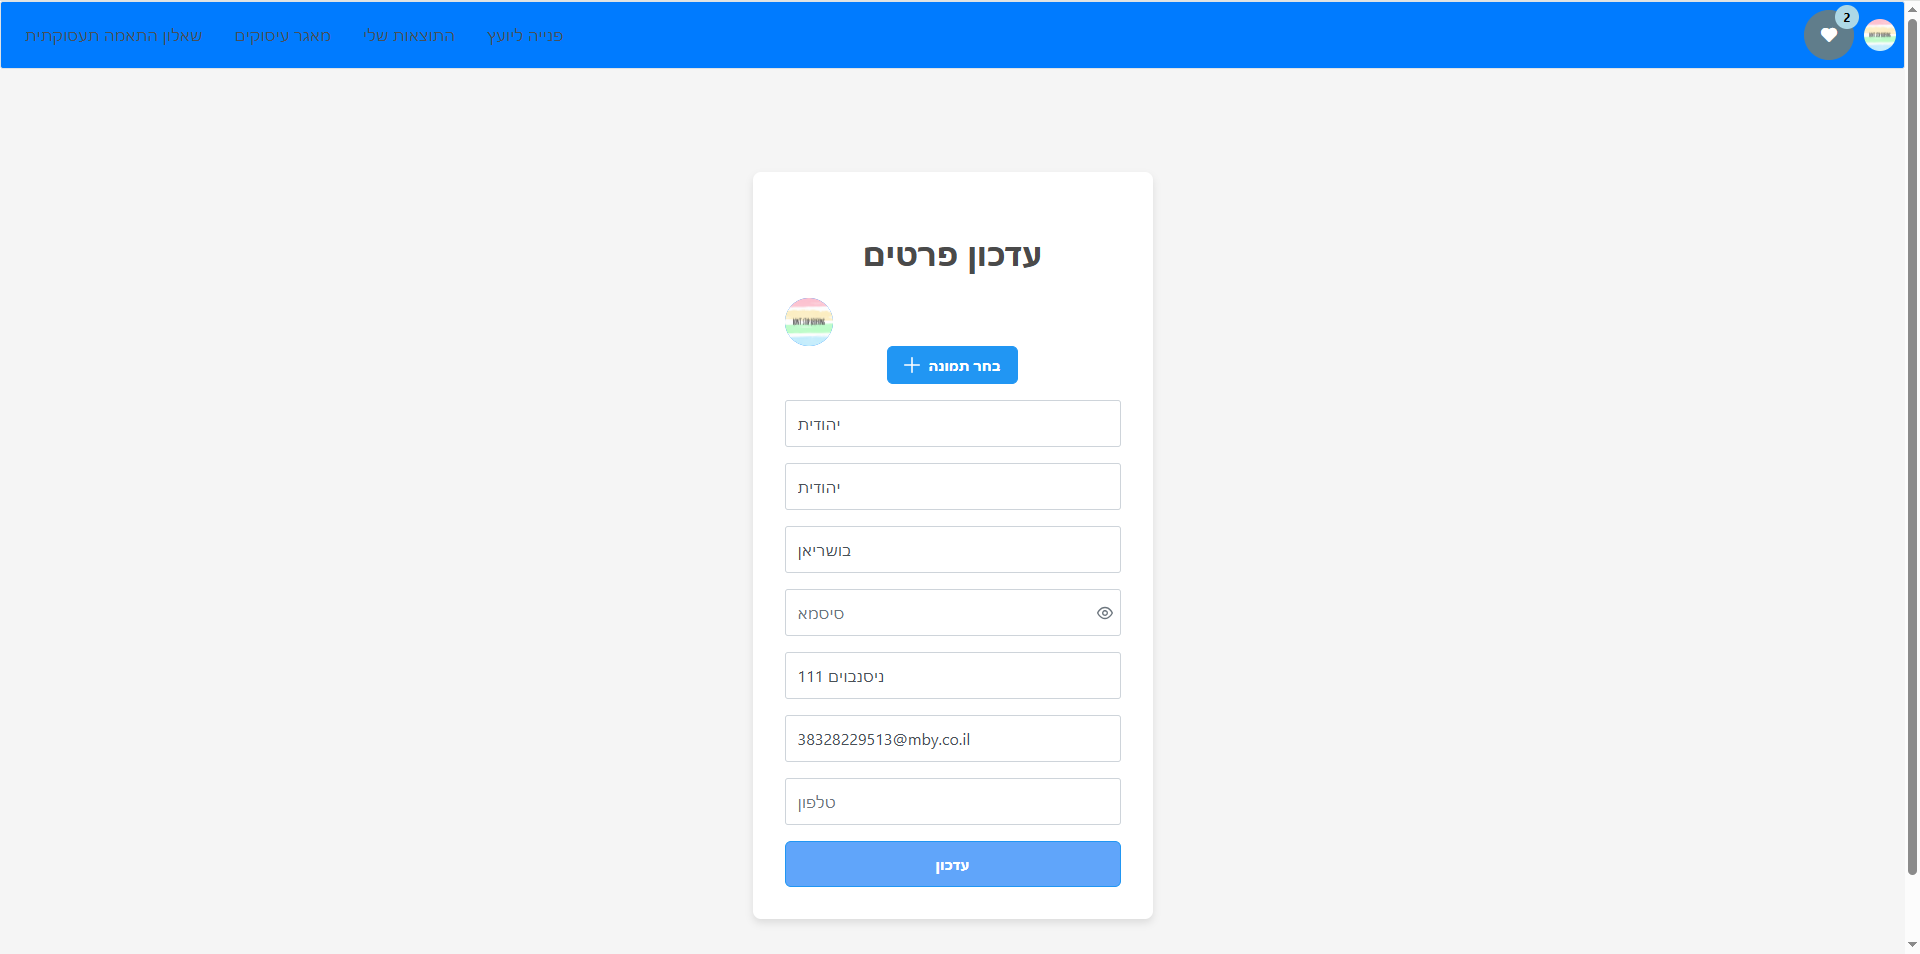 שאלון התאמה תעסוקתית
מאגר עיסוקים
התוצאות שלי
פנייה ליועץ
2
עדכון פרטים
בחר תמונה
יהודית
יהודית
בושריאן
סיסמא
ניסנבוים 111
38328229513@mby.co.il
טלפון
עדכון